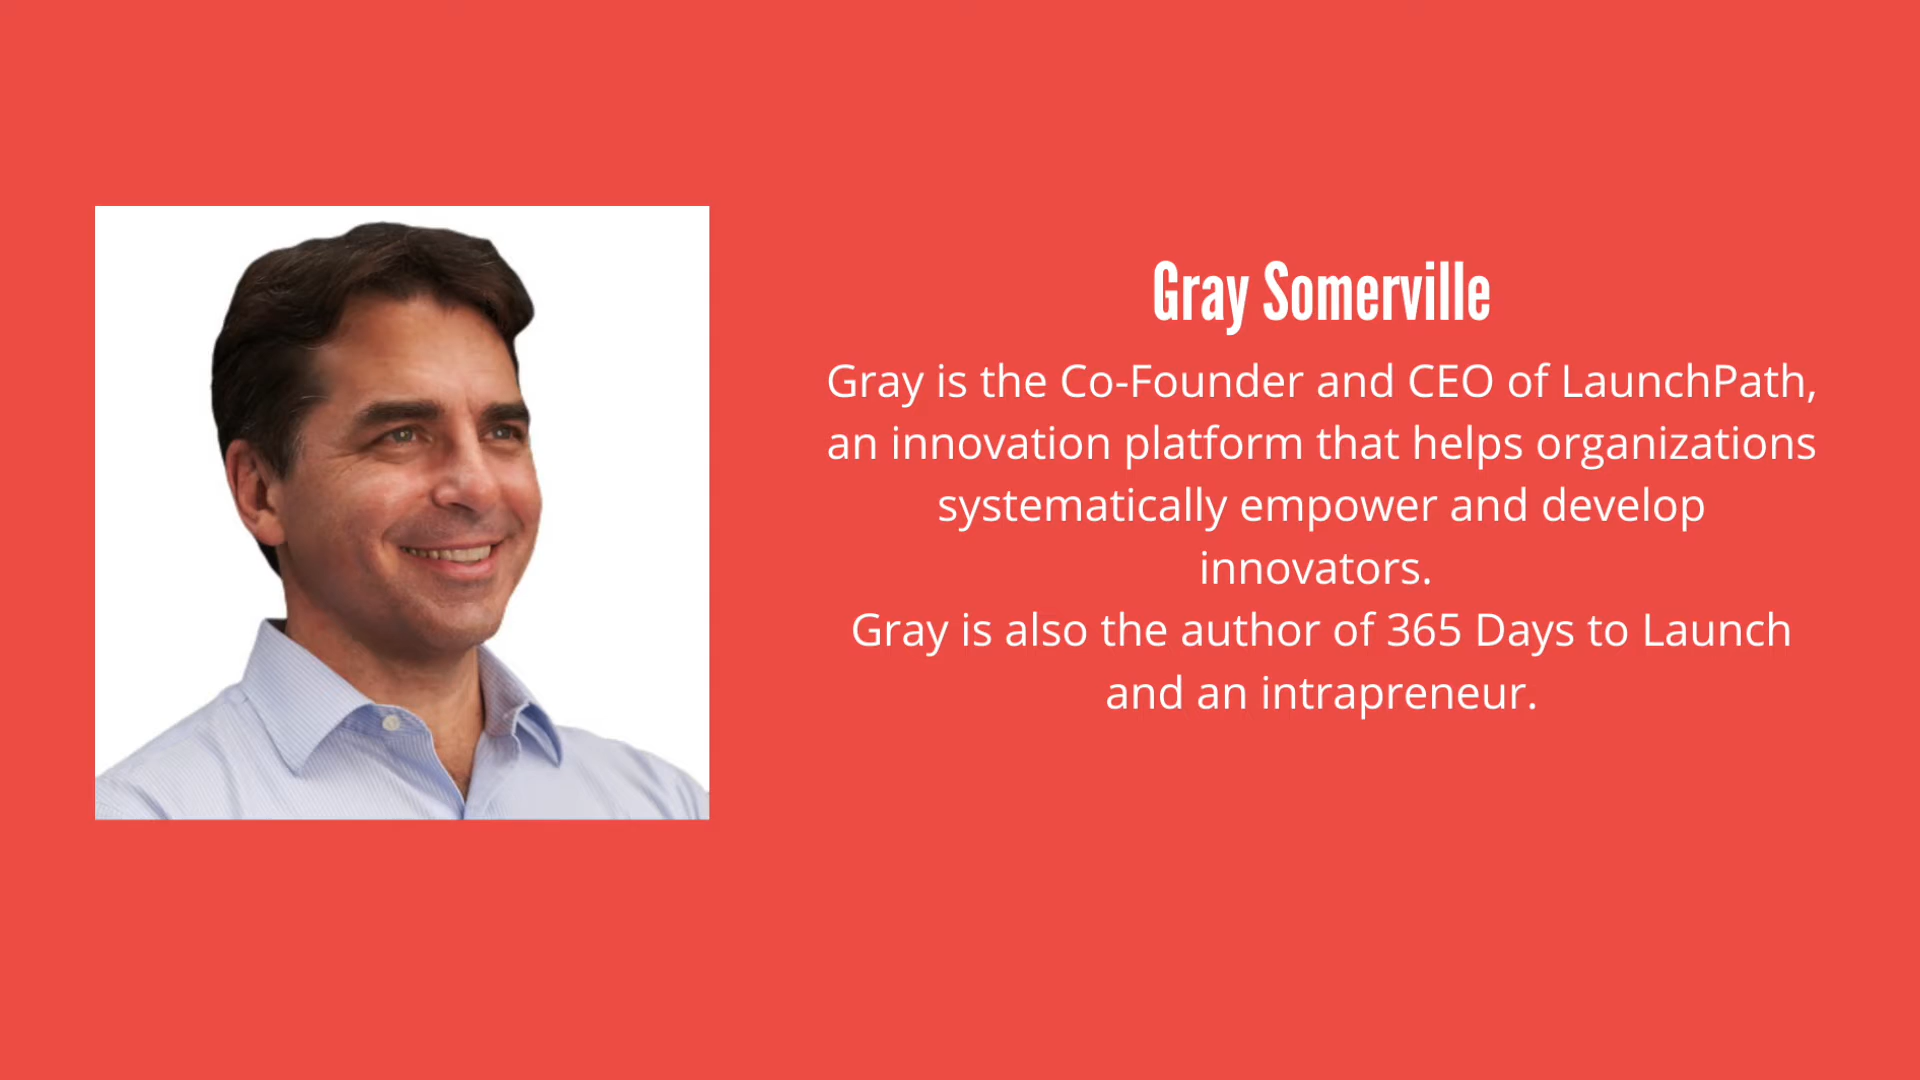 Gray Somerville
Gray is the Co-Founder and CEO of LaunchPath,
an innovation platform that helps organizations
systematically empower and develop
innovators.
Gray is also the author of 365 Days to Launch
and an intrapreneur.